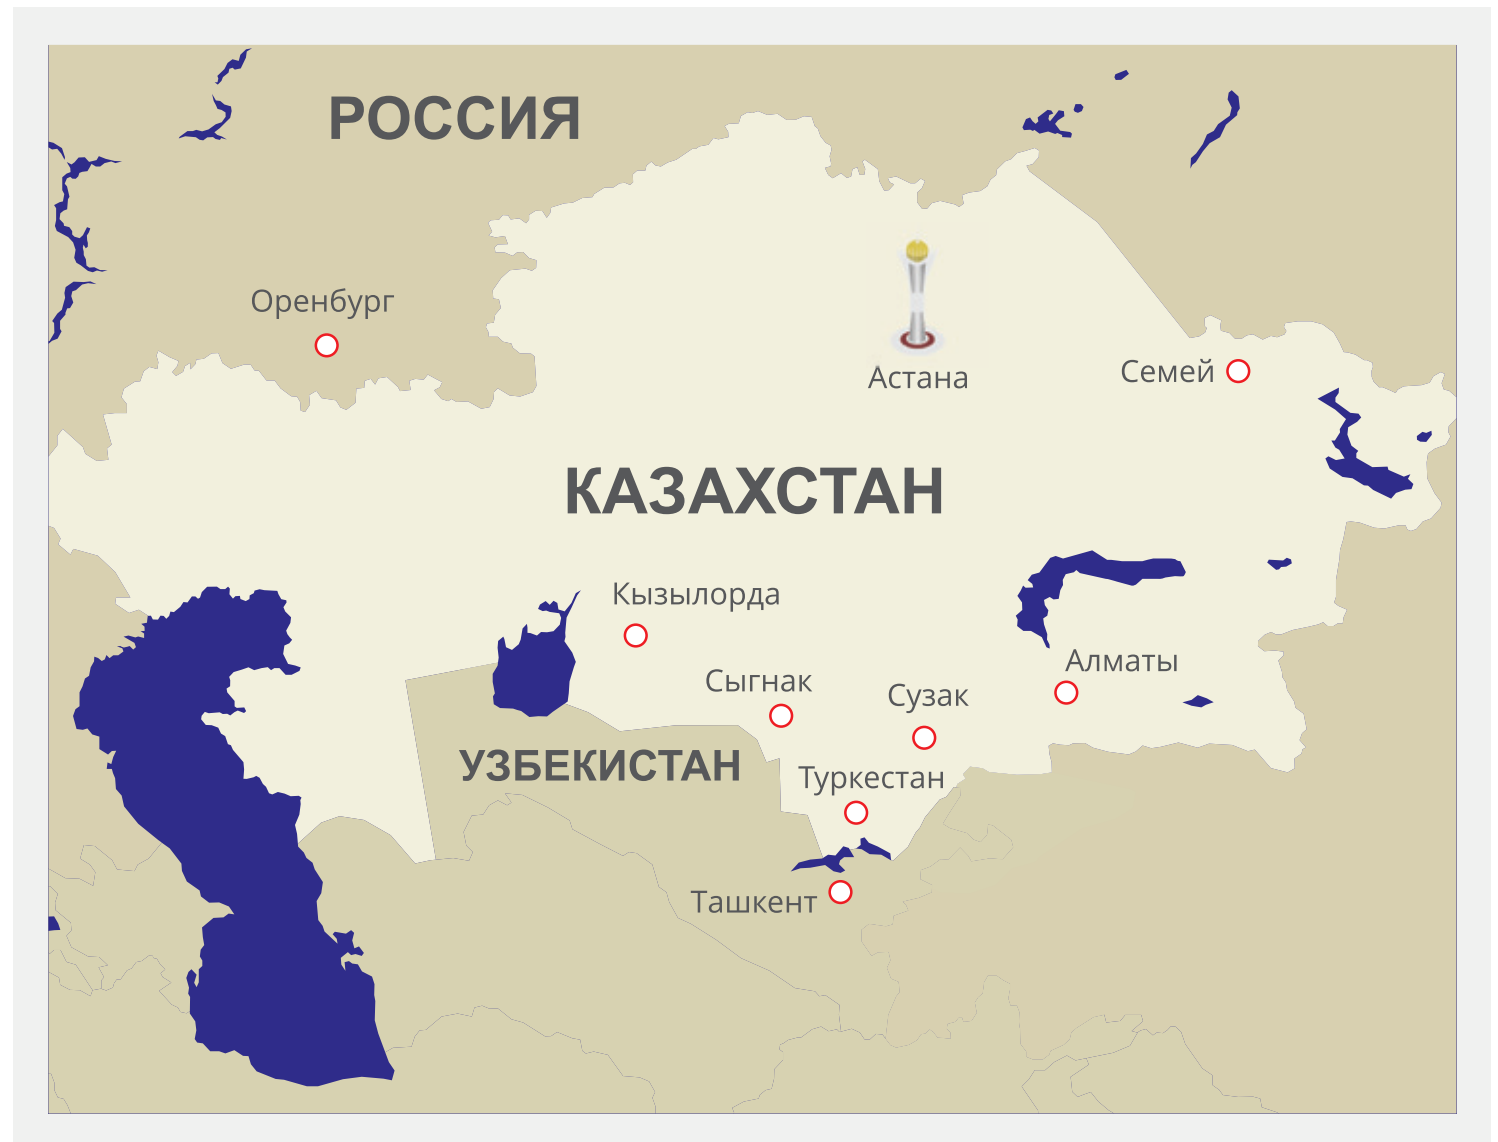 РОССИЯ
Оренбург
Астана
Семей
КАЗАХСТАН
Кызылорда
Алматы
Сыгнак
Сузак
УЗБЕКИСТАН
Туркестан
Ташкент